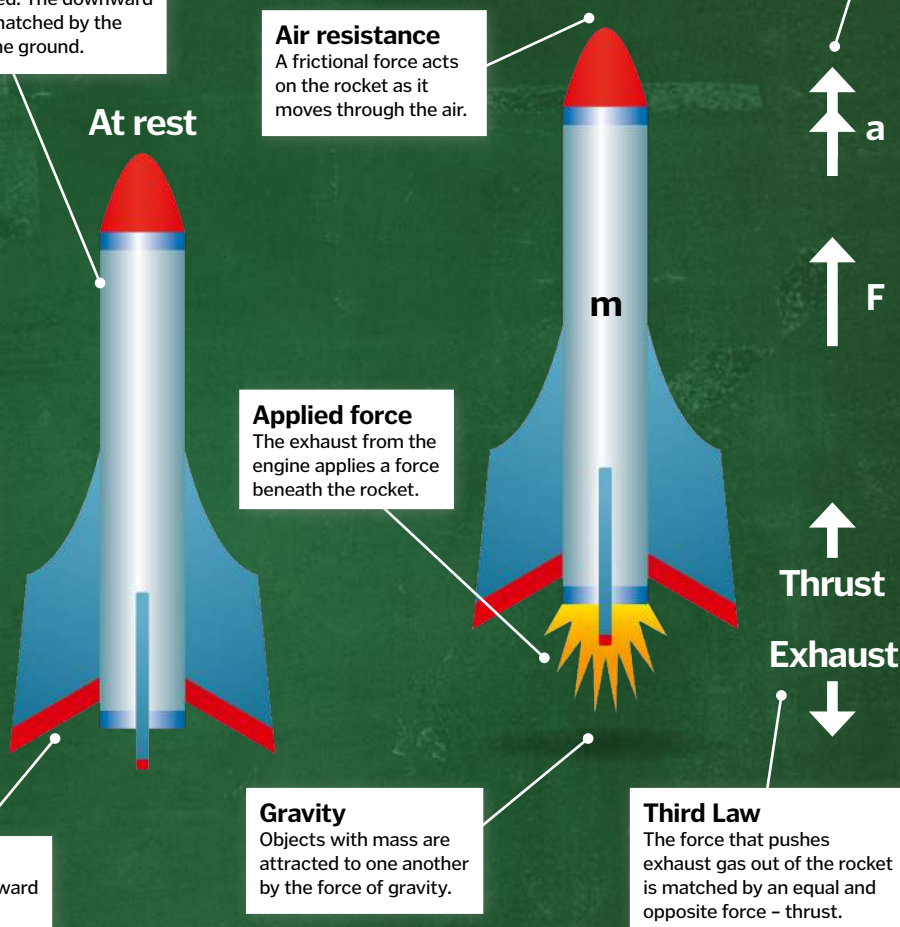 ed. The downward
matched by the
he ground.
Air resistance
A frictional force acts
on the rocket as it
moves through the air.
At rest
a
m
F
Applied force
The exhaust from the
engine applies a force
beneath the rocket.
Thrust
Exhaust
Gravity
Objects with mass are
attracted to one another
by the force of gravity.
Third Law
The force that pushes
exhaust gas out of the rocket
is matched by an equal and
opposite force – thrust.
ward